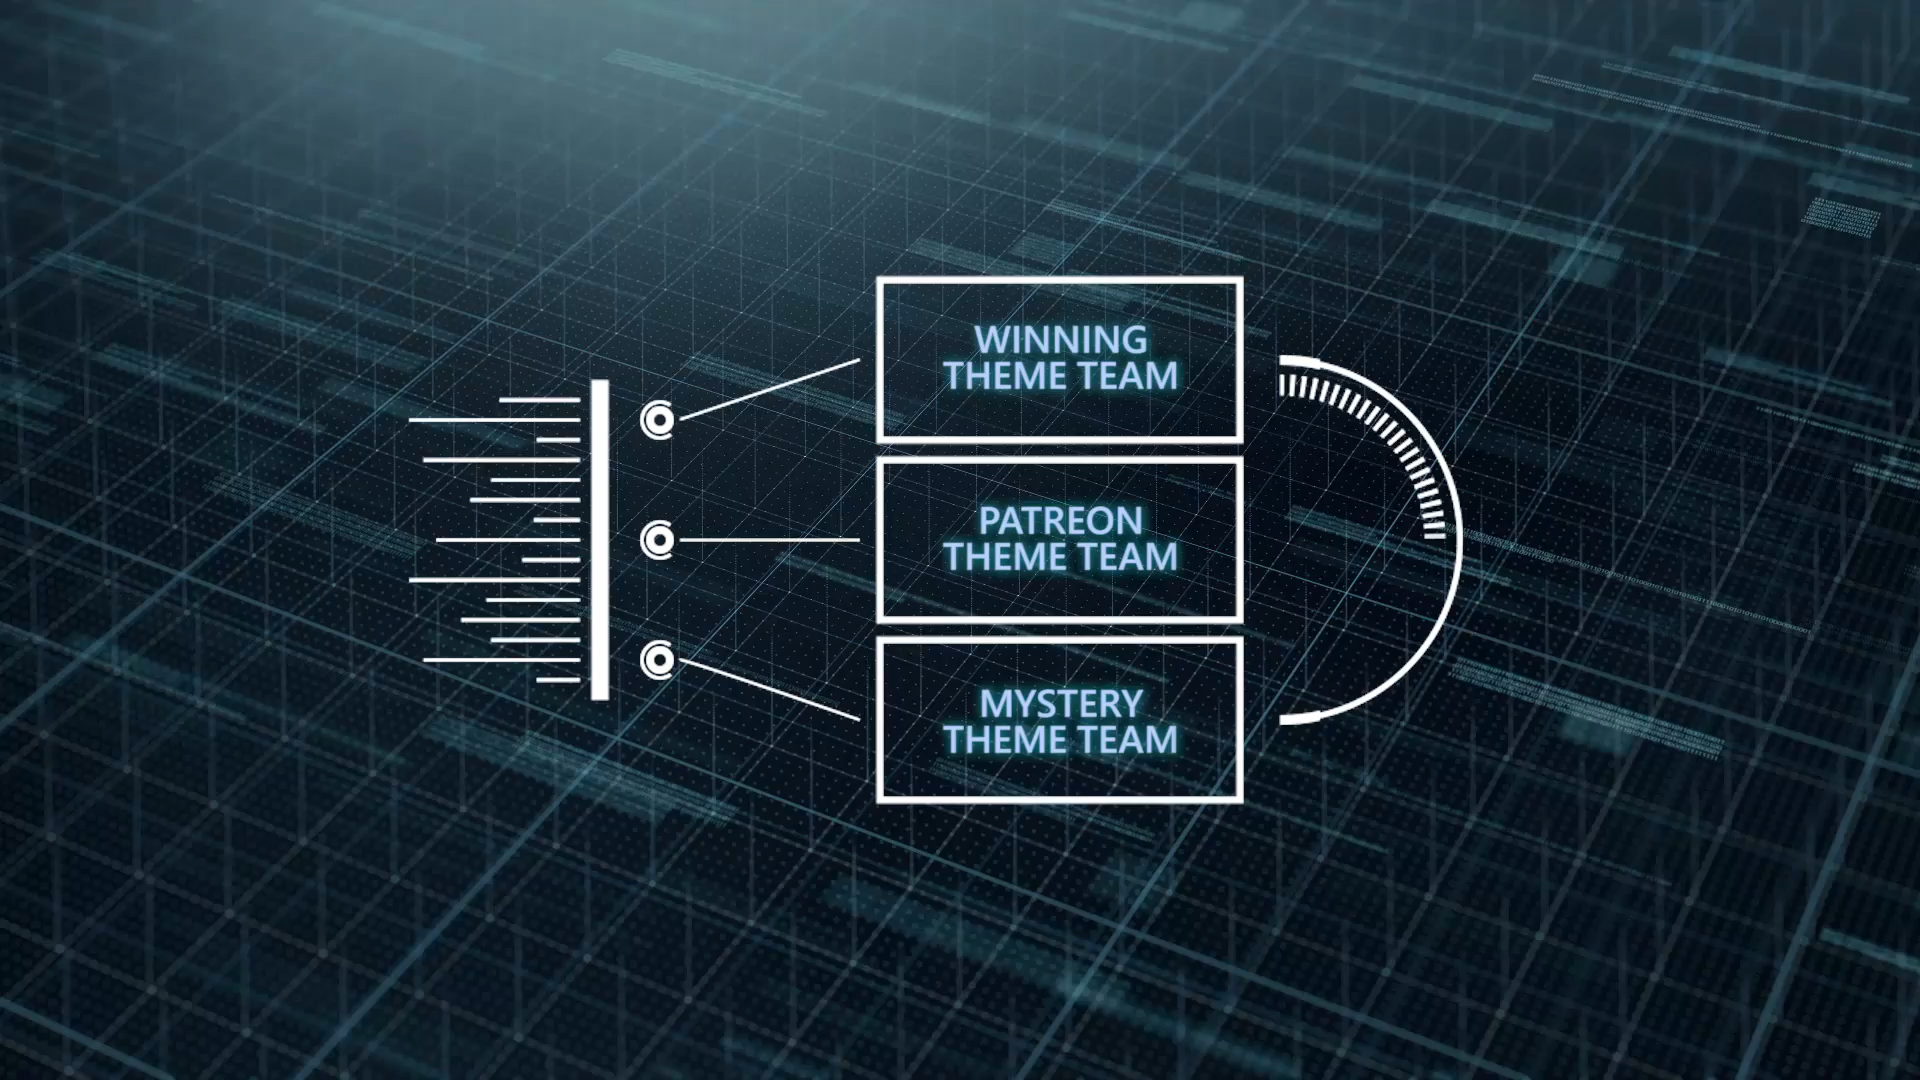 WINNING
THEME TEAM
PATREON
THEME TEAM
MYSTERY
THEME TEAM